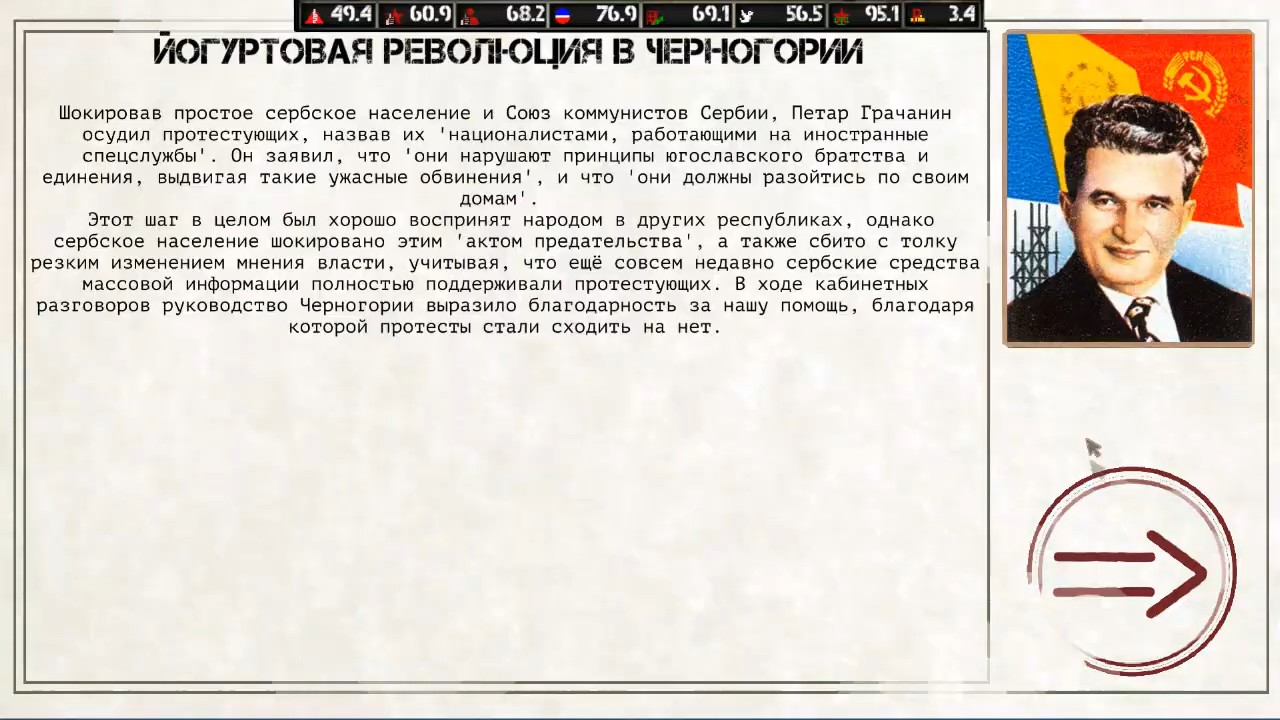 49.4 60.9 68.2 76.9 69.1 56.5 95.1 3.4
ЙОГУРТОВАЯ РЕВОЛЮЦИЯ В ЧЕРНОГОРИИ
Шокировав простое сербское население и Союз коммунистов Сербии, Петар Грачанин
осудил протестующих, назвав их 'националистами, работающими на иностранные
спецслужбы'. Он заявил, что 'они нарушают принципы югославского братства и
единения, выдвигая такие ужасные обвинения', и что 'они должны разойтись по своим
домам'.
Этот шаг в целом был хорошо воспринят народом в других республиках, однако
сербское население шокировано этим 'актом предательства', а также сбито с толку
резким изменением мнения власти, учитывая, что ещё совсем недавно сербские средства
массовой информации полностью поддерживали протестующих. В ходе кабинетных
разговоров руководство Черногории выразило благодарность за нашу помощь, благодаря
которой протесты стали сходить на нет.
PCR